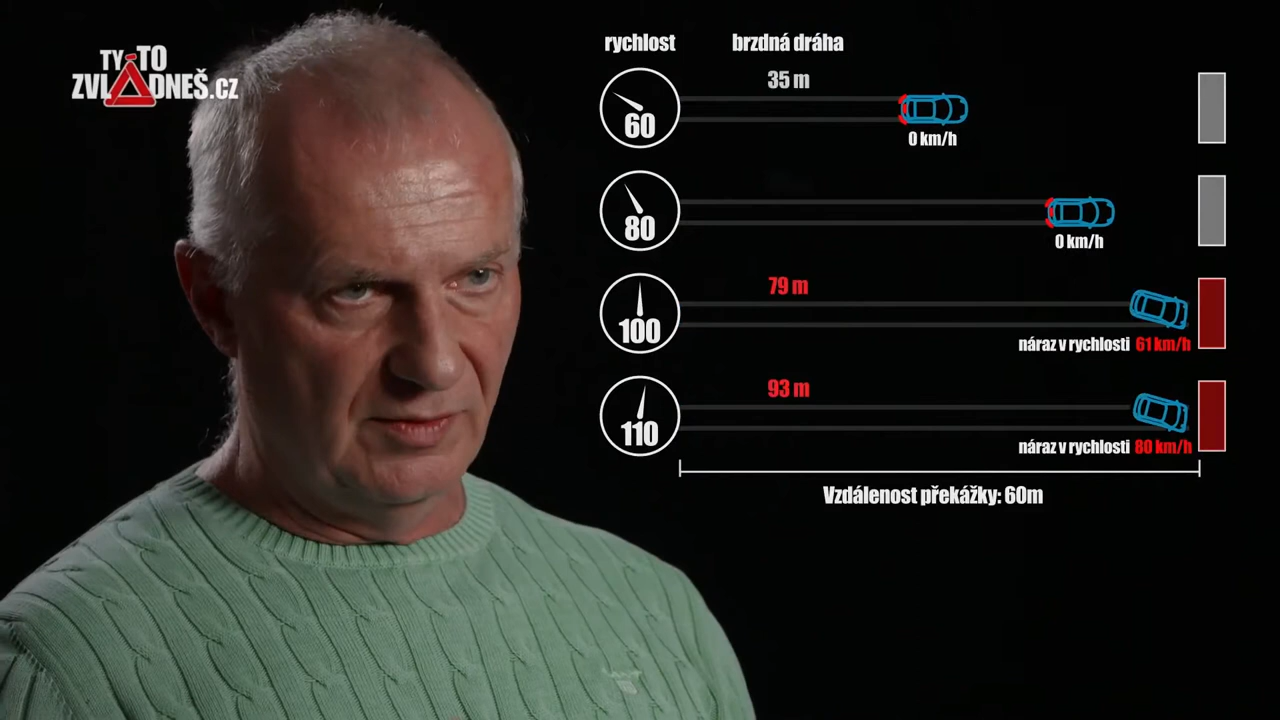 TY TO
ZVLÁDNEŠ.cz
rychlost brzdná dráha
60 35 m
0 km/h
80
0 km/h
100 79 m
náraz v rychlosti 61 km/h
110 93 m
náraz v rychlosti 80 km/h
Vzdálenost překážky: 60m